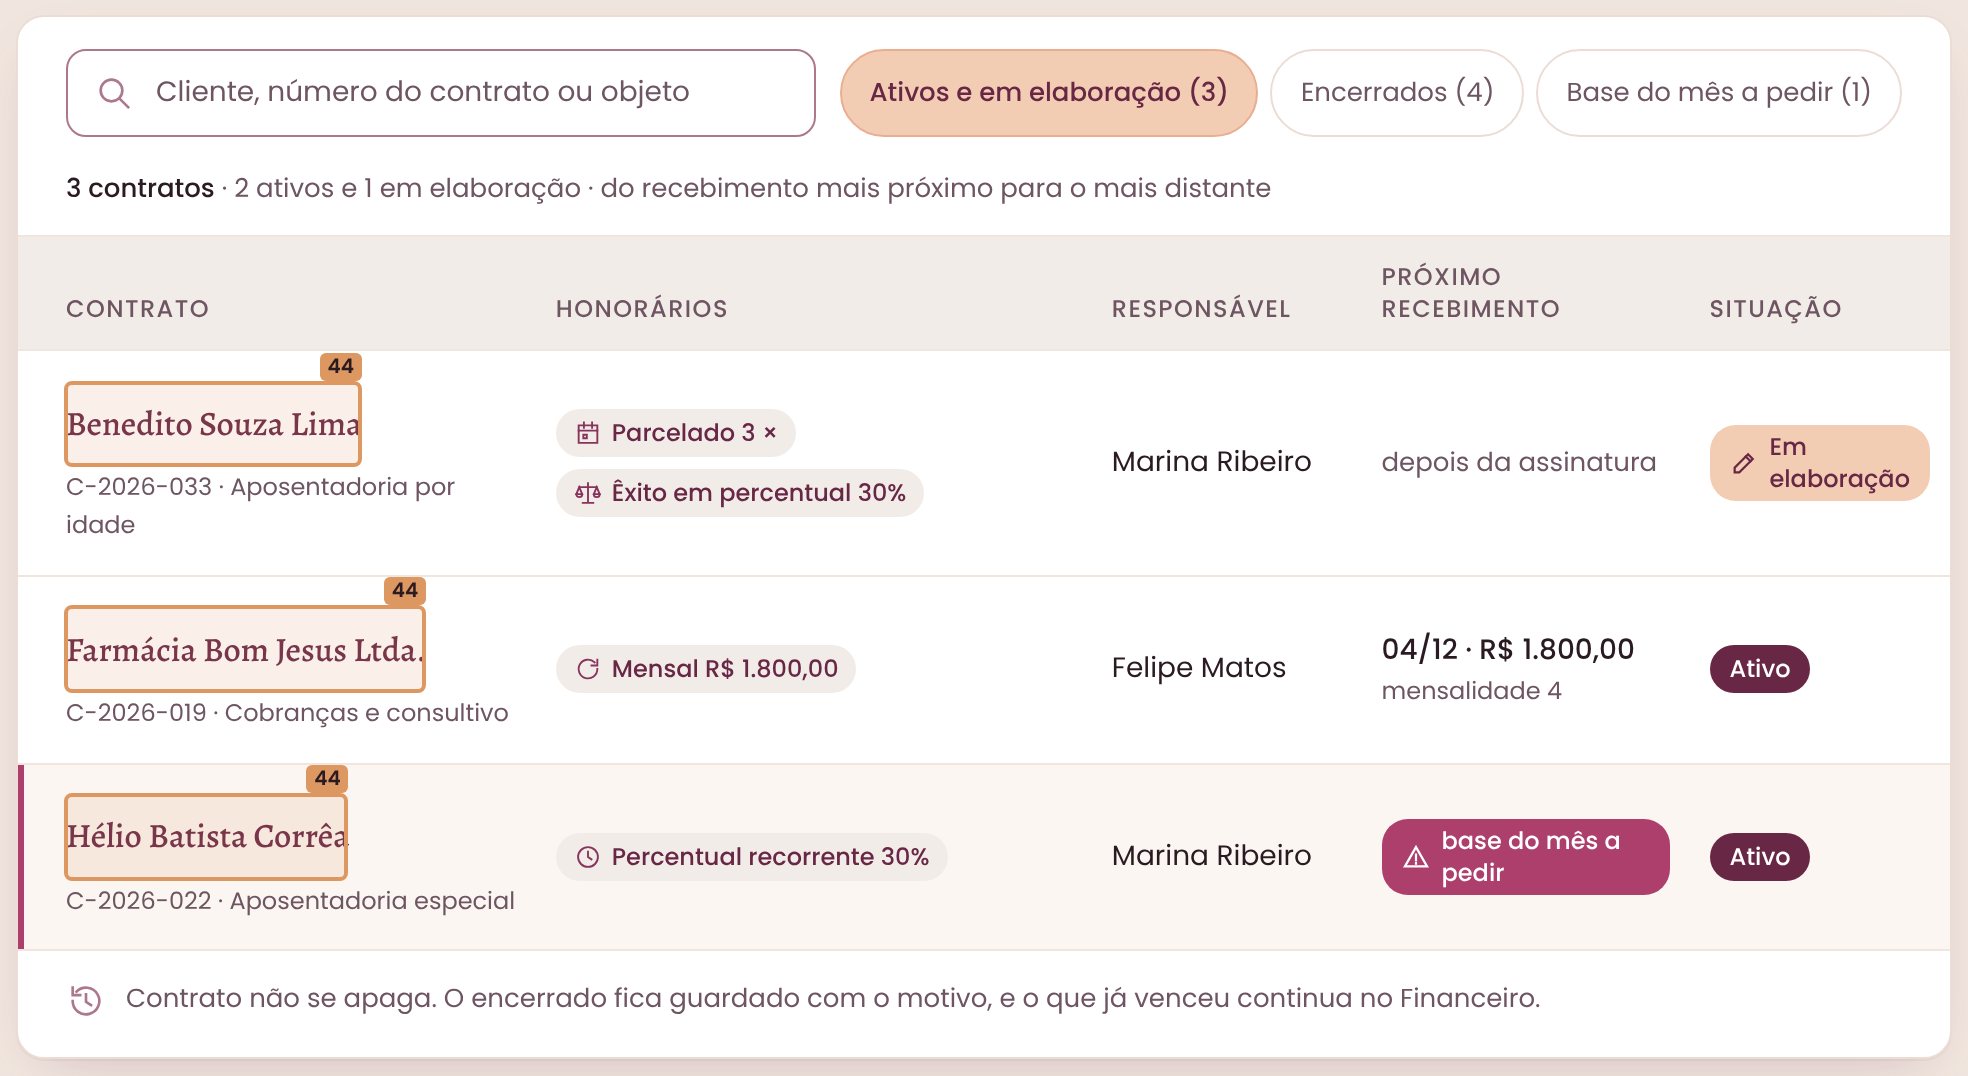 Cliente, número do contrato ou objeto
Ativos e em elaboração (3)
Encerrados (4)
Base do mês a pedir (1)
3 contratos · 2 ativos e 1 em elaboração · do recebimento mais próximo para o mais distante
CONTRATO
HONORÁRIOS
RESPONSÁVEL
PRÓXIMO
RECEBIMENTO
SITUAÇÃO
44
Benedito Souza Lima
C-2026-033 · Aposentadoria por
idade
Parcelado 3 ×
Êxito em percentual 30%
Marina Ribeiro
depois da assinatura
Em
elaboração
44
Farmácia Bom Jesus Ltda.
C-2026-019 · Cobranças e consultivo
Mensal R$ 1.800,00
Felipe Matos
04/12 · R$ 1.800,00
mensalidade 4
Ativo
44
Hélio Batista Corrêa
C-2026-022 · Aposentadoria especial
Percentual recorrente 30%
Marina Ribeiro
base do mês a
pedir
Ativo
Contrato não se apaga. O encerrado fica guardado com o motivo, e o que já venceu continua no Financeiro.